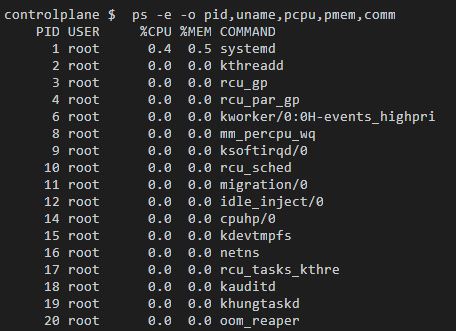 controlplane $  ps -e -o pid,uname,pcpu,pmem,comm
    PID USER     %CPU %MEM COMMAND
      1 root      0.4  0.5 systemd
      2 root      0.0  0.0 kthreadd
      3 root      0.0  0.0 rcu_gp
      4 root      0.0  0.0 rcu_par_gp
      6 root      0.0  0.0 kworker/0:0H-events_highpri
      8 root      0.0  0.0 mm_percpu_wq
      9 root      0.0  0.0 ksoftirqd/0
     10 root      0.0  0.0 rcu_sched
     11 root      0.0  0.0 migration/0
     12 root      0.0  0.0 idle_inject/0
     14 root      0.0  0.0 cpuhp/0
     15 root      0.0  0.0 kdevtmpfs
     16 root      0.0  0.0 netns
     17 root      0.0  0.0 rcu_tasks_kthre
     18 root      0.0  0.0 kauditd
     19 root      0.0  0.0 khungtaskd
     20 root      0.0  0.0 oom_reaper